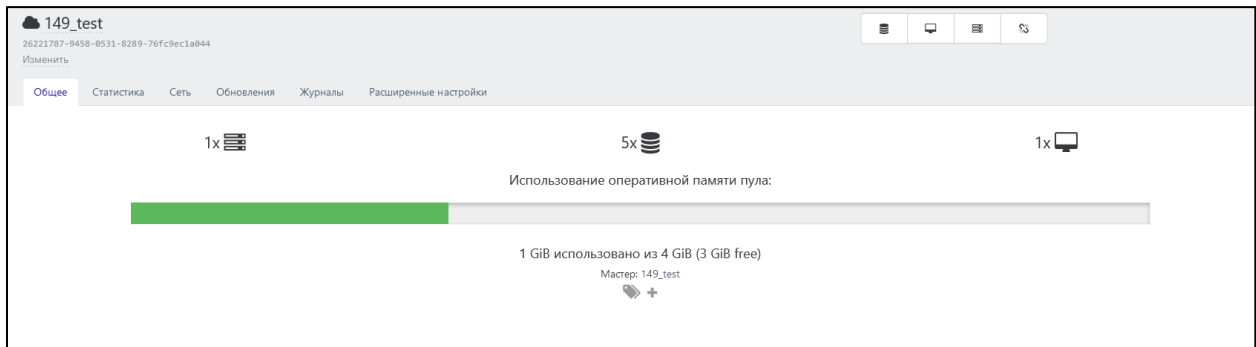 149_test
26221787-9458-0531-8289-76fc9ec1a044
Изменить
Общее Статистика Сеть Обновления Журналы Расширенные настройки
1x 5x 1x
Использование оперативной памяти пула:
1 GiB использовано из 4 GiB (3 GiB free)
Мастер: 149_test